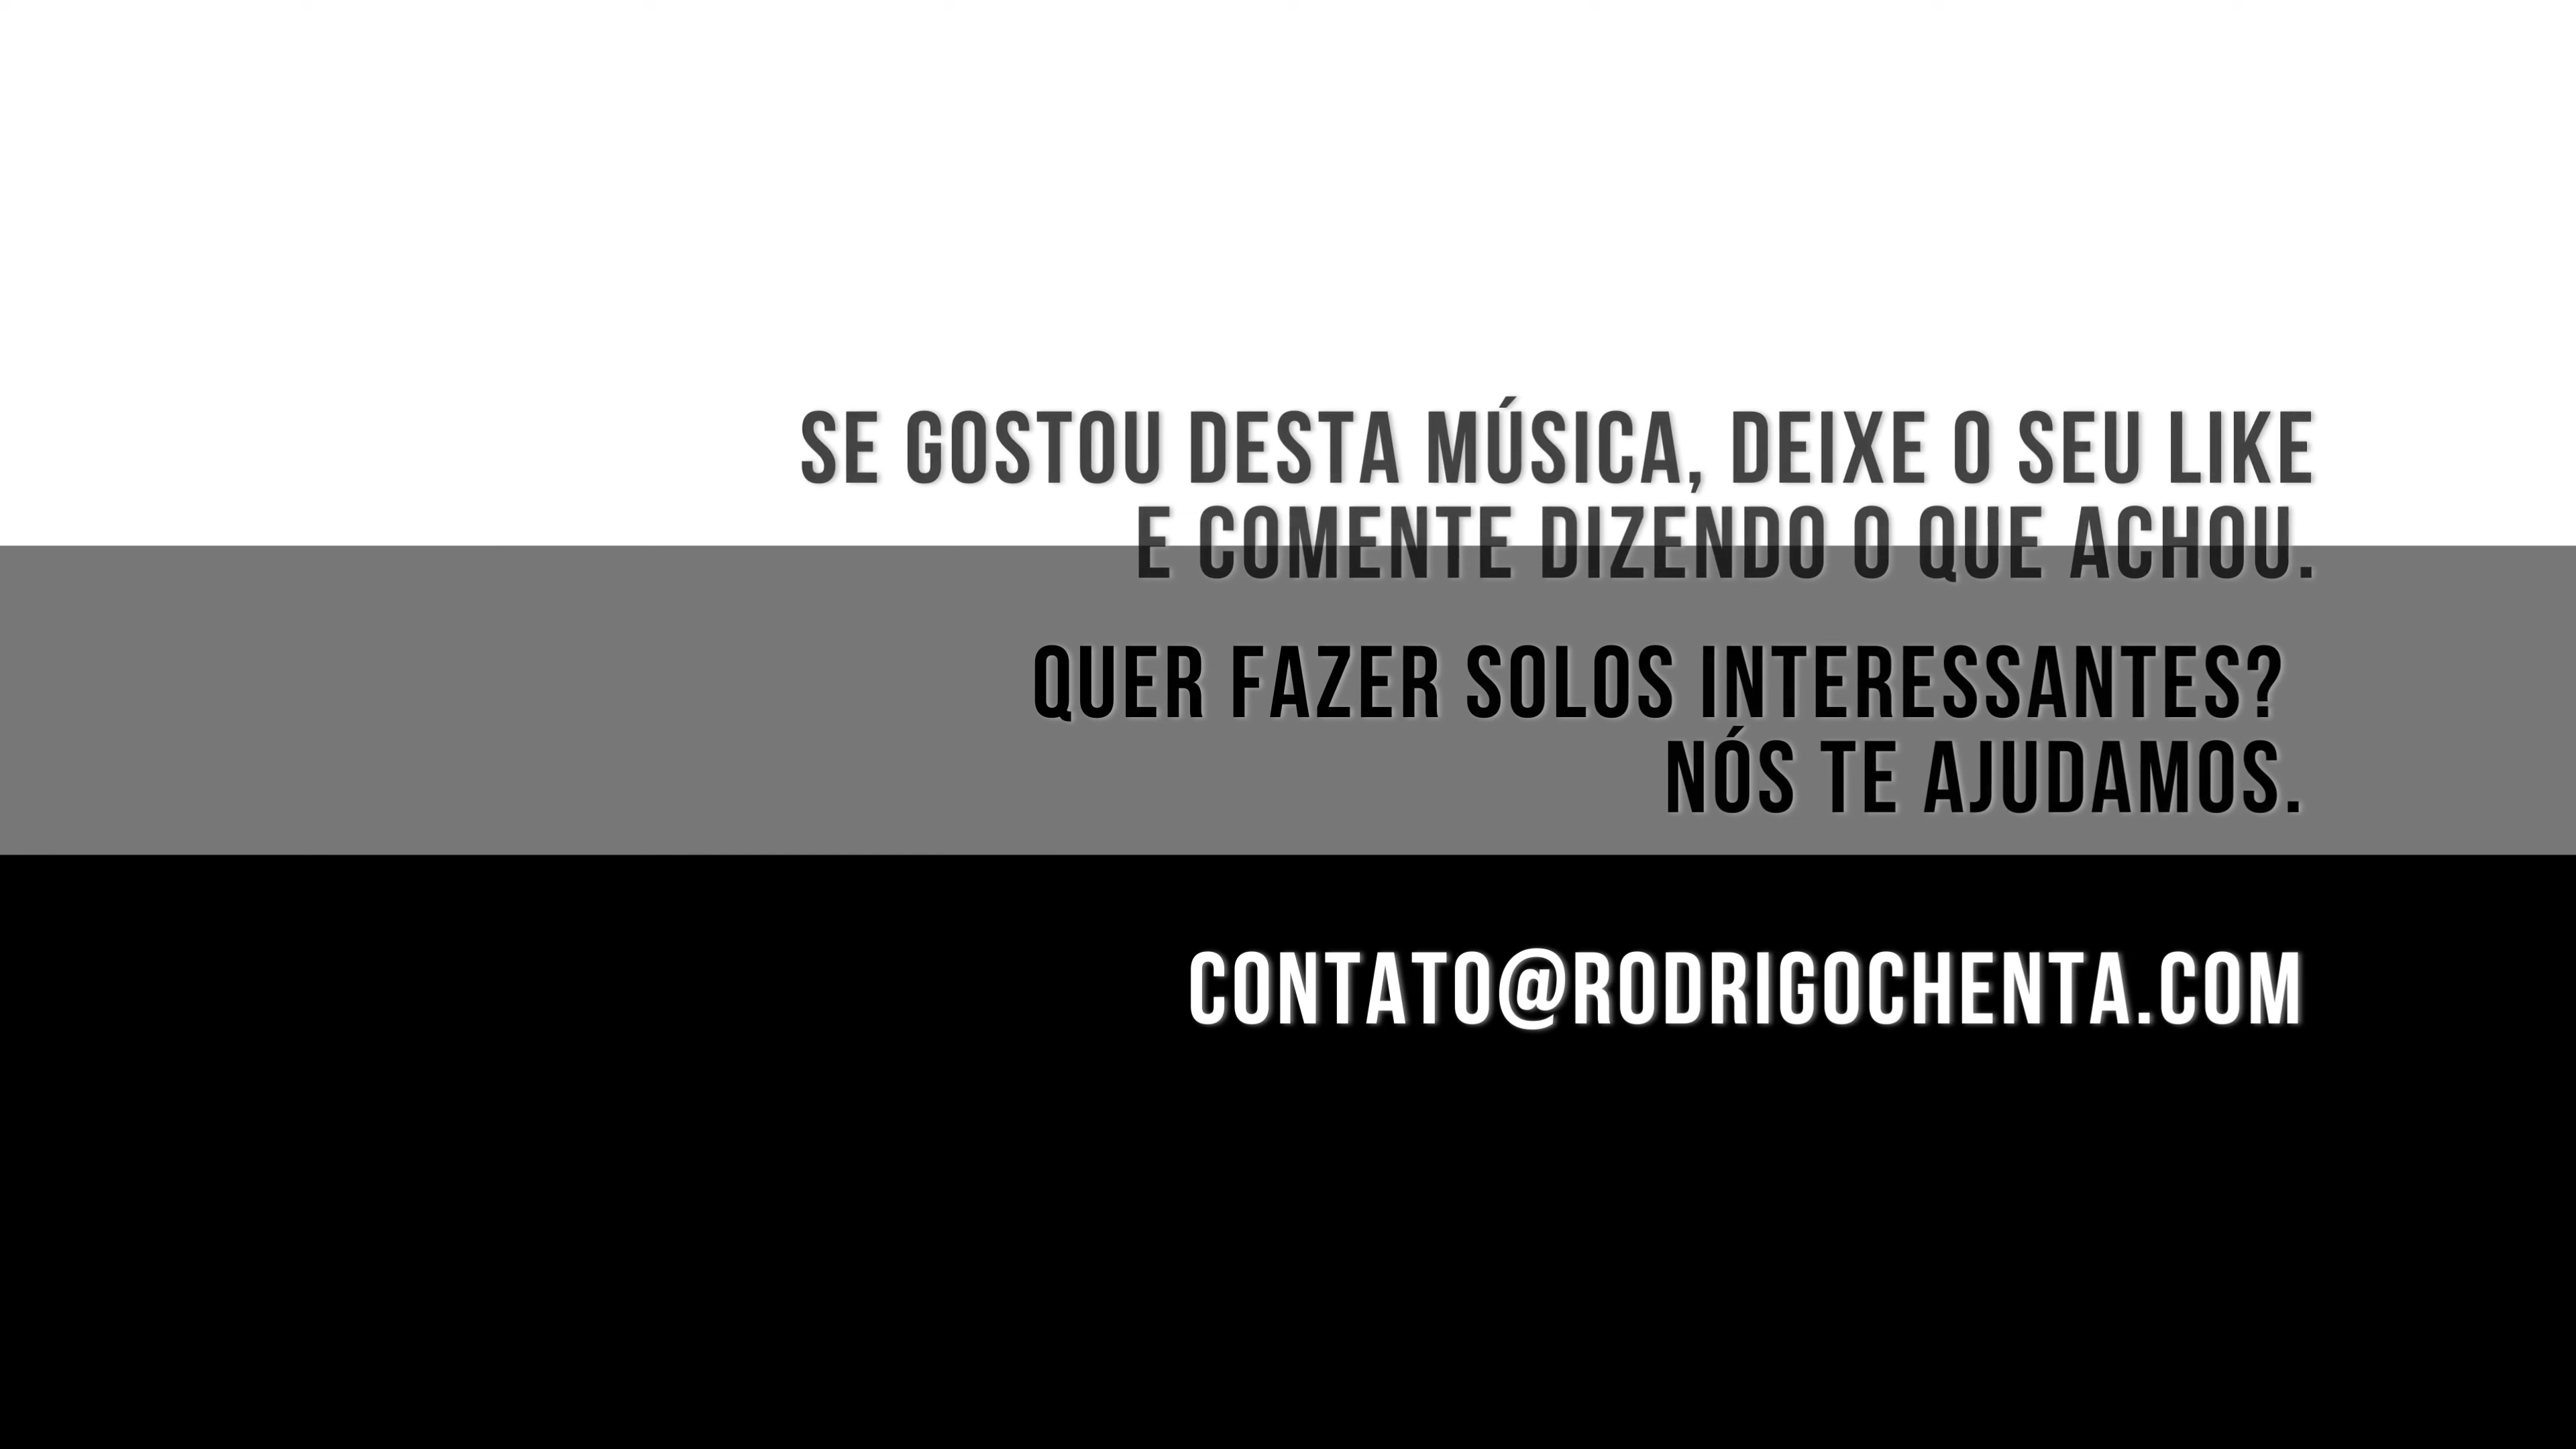 SE GOSTOU DESTA MÚSICA, DEIXE O SEU LIKE
E COMENTE DIZENDO O QUE ACHOU.
QUER FAZER SOLOS INTERESSANTES?
NÓS TE AJUDAMOS.
CONTATO@RODRIGOCHENTA.COM